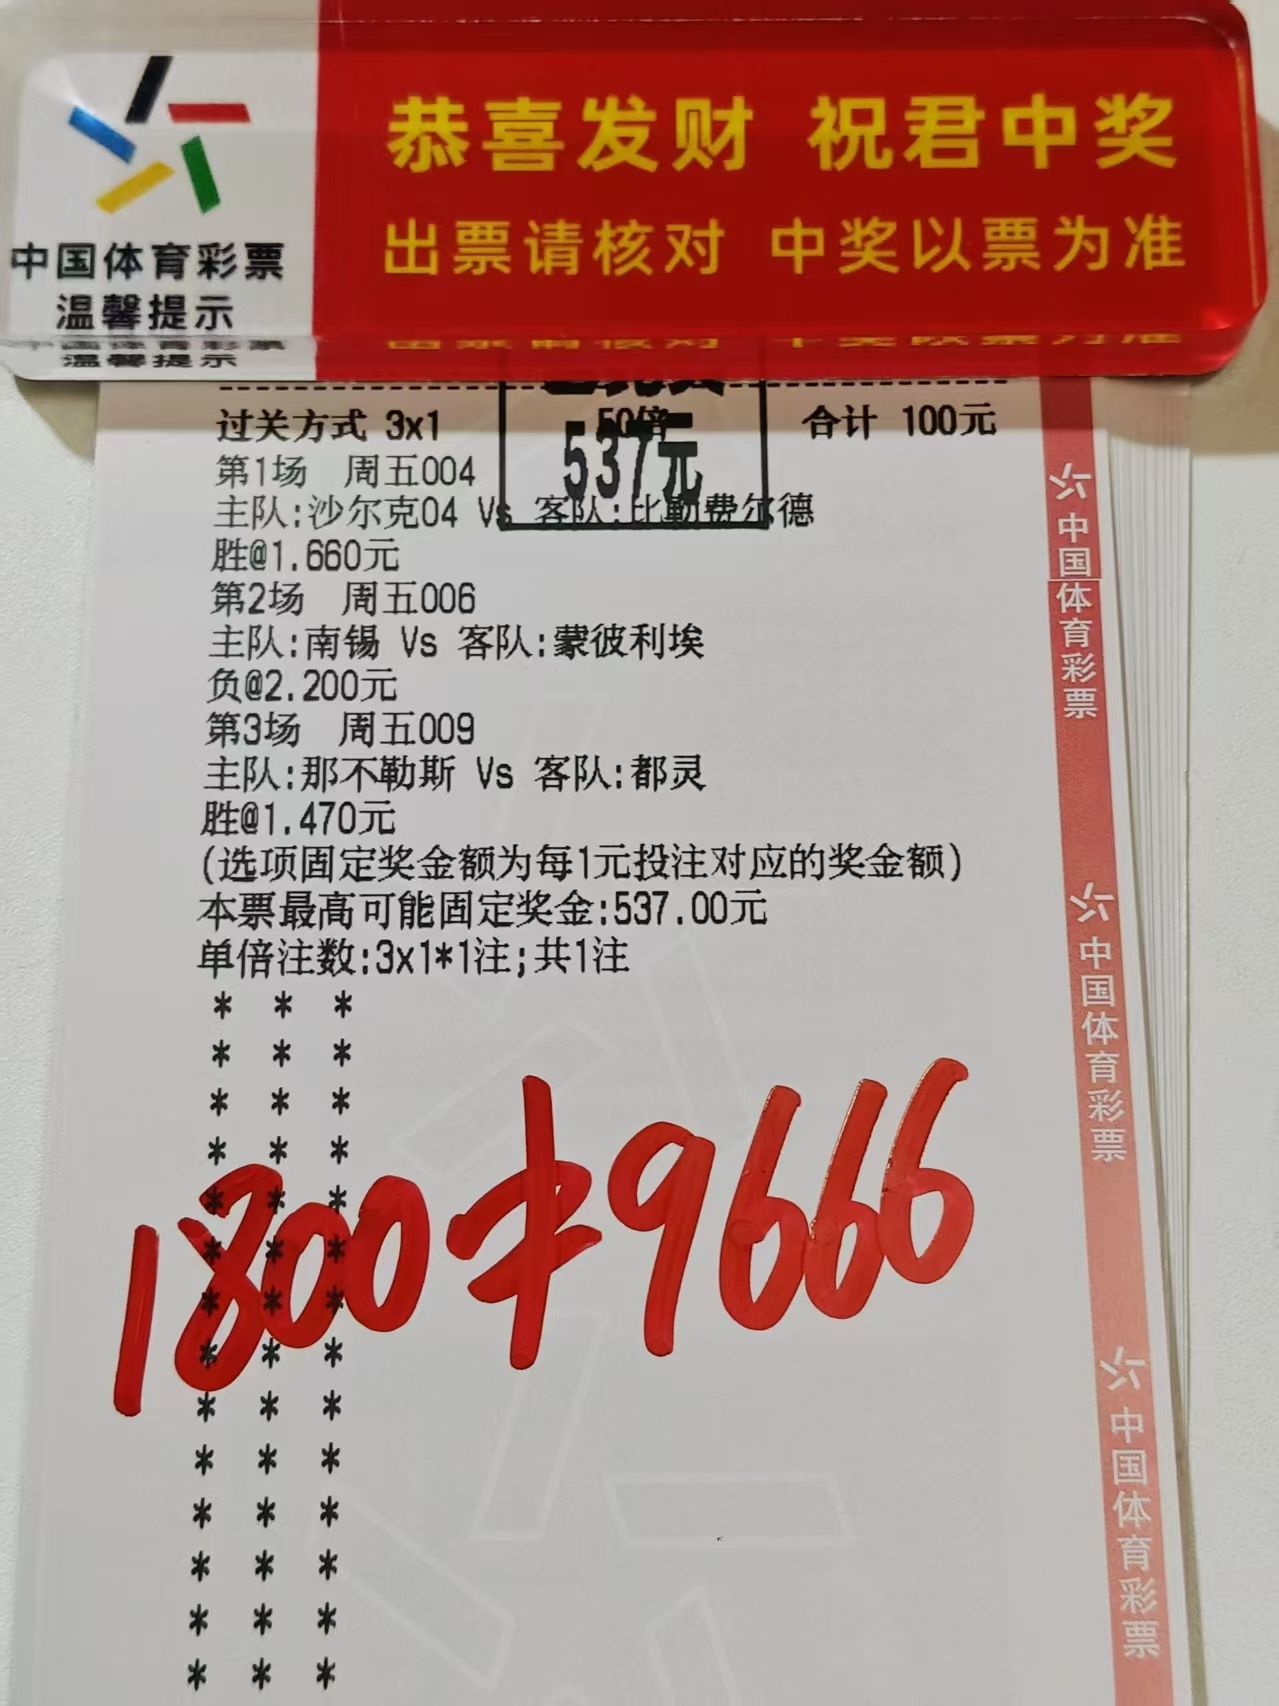 恭喜发财 祝君中奖
出票请核对 中奖以票为准
中国体育彩票
温馨提示
过关方式 3x1 50倍 合计 100元
537元
第1场 周五004
主队:沙尔克04 Vs 客队:比勒费尔德
胜@1.660元
第2场 周五006
主队:南锡 Vs 客队:蒙彼利埃
负@2.200元
第3场 周五009
主队:那不勒斯 Vs 客队:都灵
胜@1.470元
(选项固定奖金额为每1元投注对应的奖金额)
本票最高可能固定奖金:537.00元
单倍注数:3x1*1注;共1注
* * *
* * *
* * *
* * *
* * *
* * *
* * *
* * *
* * *
* * *
* * *
* * *
* * *
* * *
1800中9666
中国体育彩票
中国体育彩票
中国体育彩票